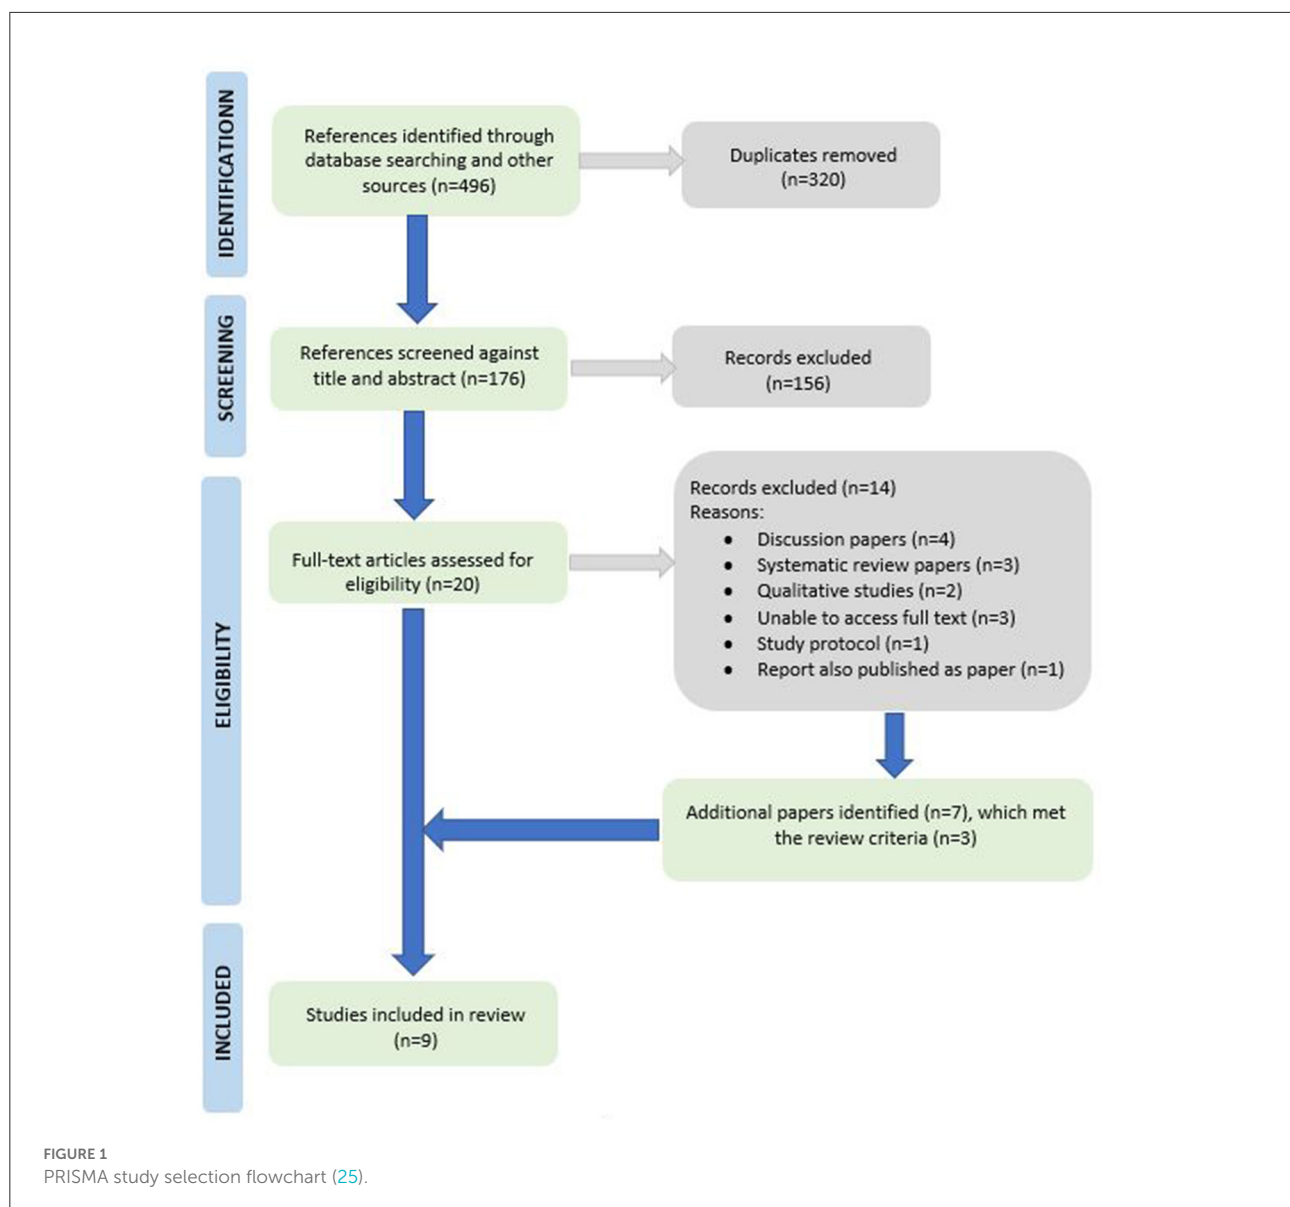 IDENTIFICATIONN
References identified through
database searching and other
sources (n=496)
Duplicates removed
(n=320)
SCREENING
References screened against
title and abstract (n=176)
Records excluded
(n=156)
ELIGIBILITY
Full-text articles assessed for
eligibility (n=20)
Records excluded (n=14)
Reasons:
● Discussion papers (n=4)
● Systematic review papers (n=3)
● Qualitative studies (n=2)
● Unable to access full text (n=3)
● Study protocol (n=1)
● Report also published as paper (n=1)
Additional papers identified (n=7), which met
the review criteria (n=3)
INCLUDED
Studies included in review
(n=9)
FIGURE 1
PRISMA study selection flowchart (25).